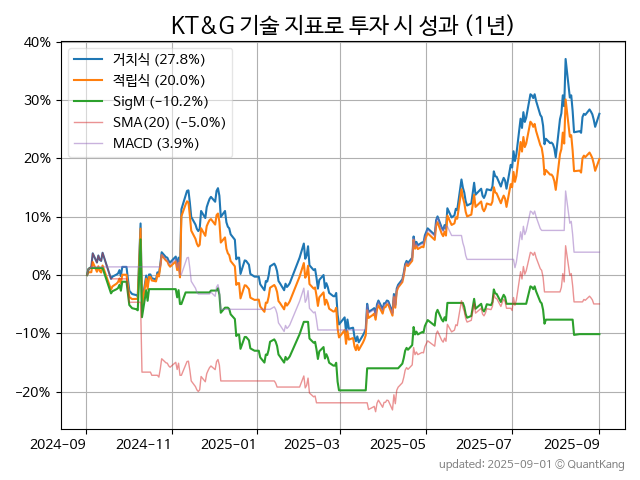 KT&G 기술 지표로 투자 시 성과 (1년)
거치식 (27.8%)
적립식 (20.0%)
SigM (−10.2%)
SMA(20) (−5.0%)
MACD (3.9%)
40%
30%
20%
10%
0%
−10%
−20%
2024-09 2024-11 2025-01 2025-03 2025-05 2025-07 2025-09
updated: 2025-09-01 © QuantKang